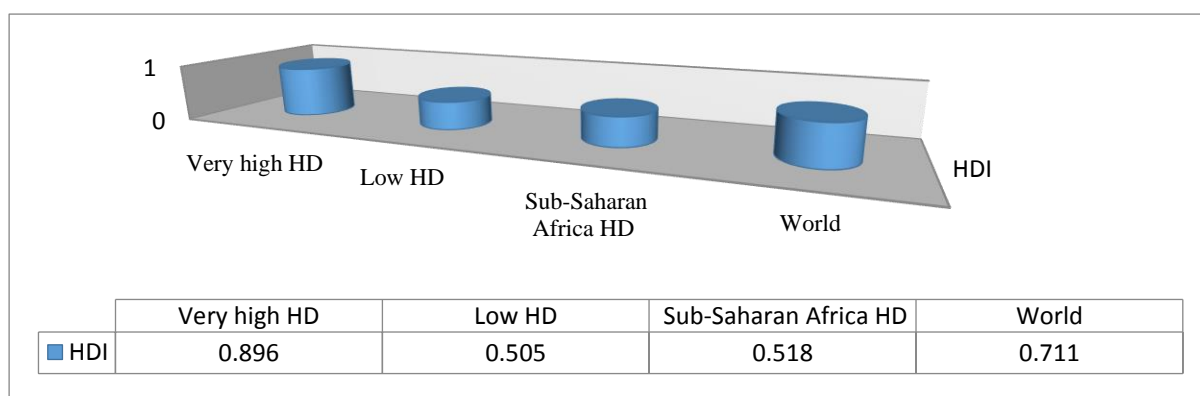 1
0
Very high HD
Low HD
Sub-Saharan
Africa HD
World
HDI
Very high HD Low HD Sub-Saharan Africa HD World
HDI 0.896 0.505 0.518 0.711